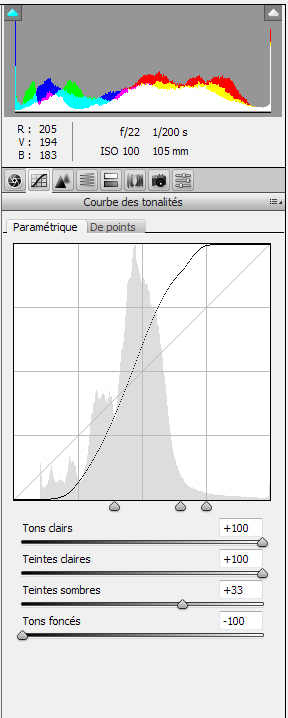 R : 205
V : 194
B : 183
f/22 1/200 s
ISO 100 105 mm
Courbe des tonalités
Paramétrique De points
Tons clairs +100
Teintes claires +100
Teintes sombres +33
Tons foncés -100